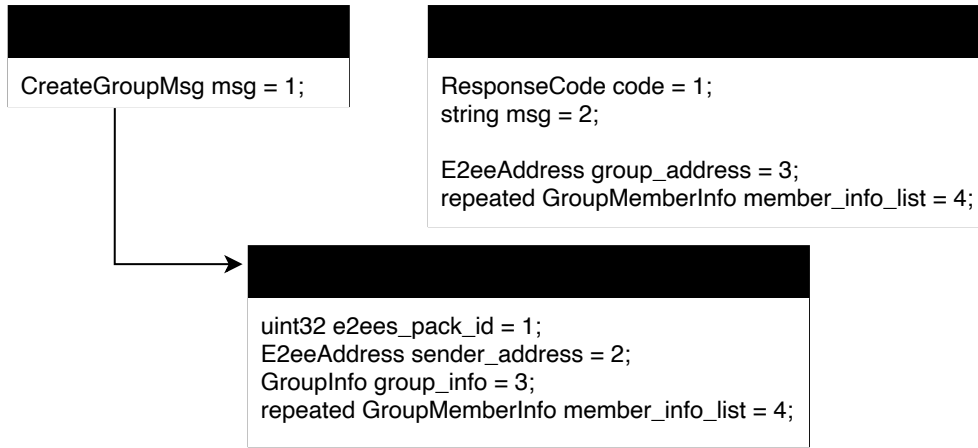 CreateGroupMsg msg = 1;
ResponseCode code = 1;
string msg = 2;
E2eeAddress group_address = 3;
repeated GroupMemberInfo member_info_list = 4;
uint32 e2ees_pack_id = 1;
E2eeAddress sender_address = 2;
GroupInfo group_info = 3;
repeated GroupMemberInfo member_info_list = 4;